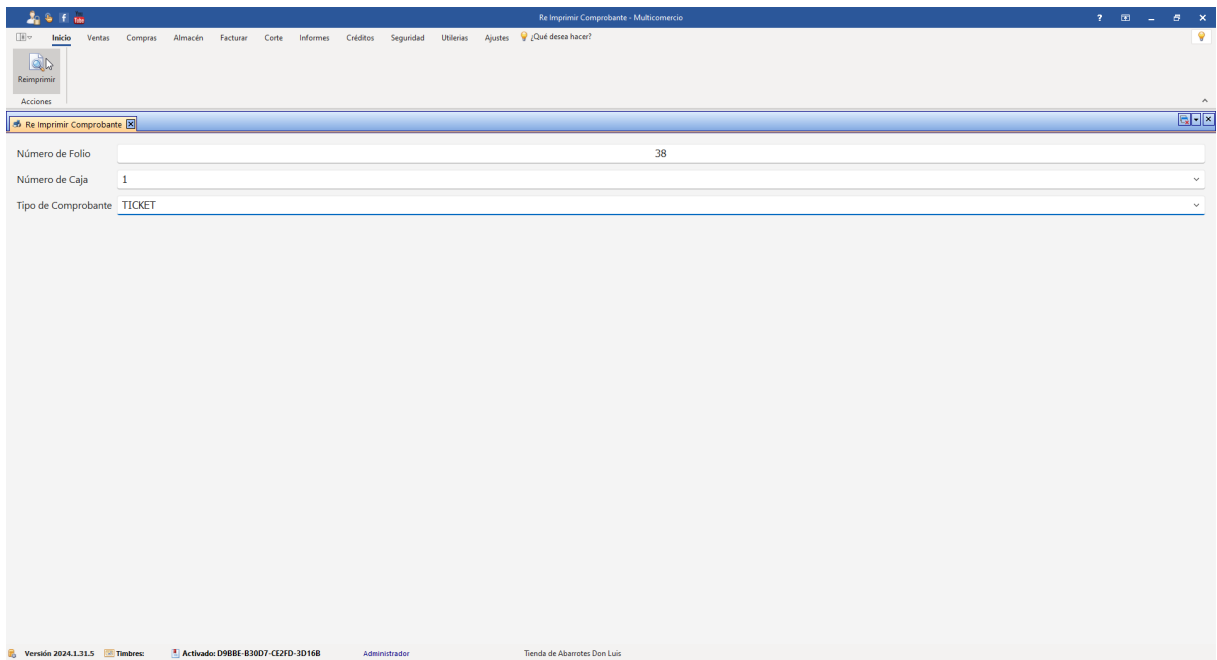 Re Imprimir Comprobante - Multicomercio
Inicio Ventas Compras Almacén Facturar Corte Informes Créditos Seguridad Utilerias Ajustes ¿Qué desea hacer?
Reimprimir
Acciones
Re Imprimir Comprobante
Número de Folio 38
Número de Caja 1
Tipo de Comprobante TICKET
Versión 2024.1.31.5 Timbres: Activado: D9BBE-B30D7-CE2FD-3D16B Administrador Tienda de Abarrotes Don Luis